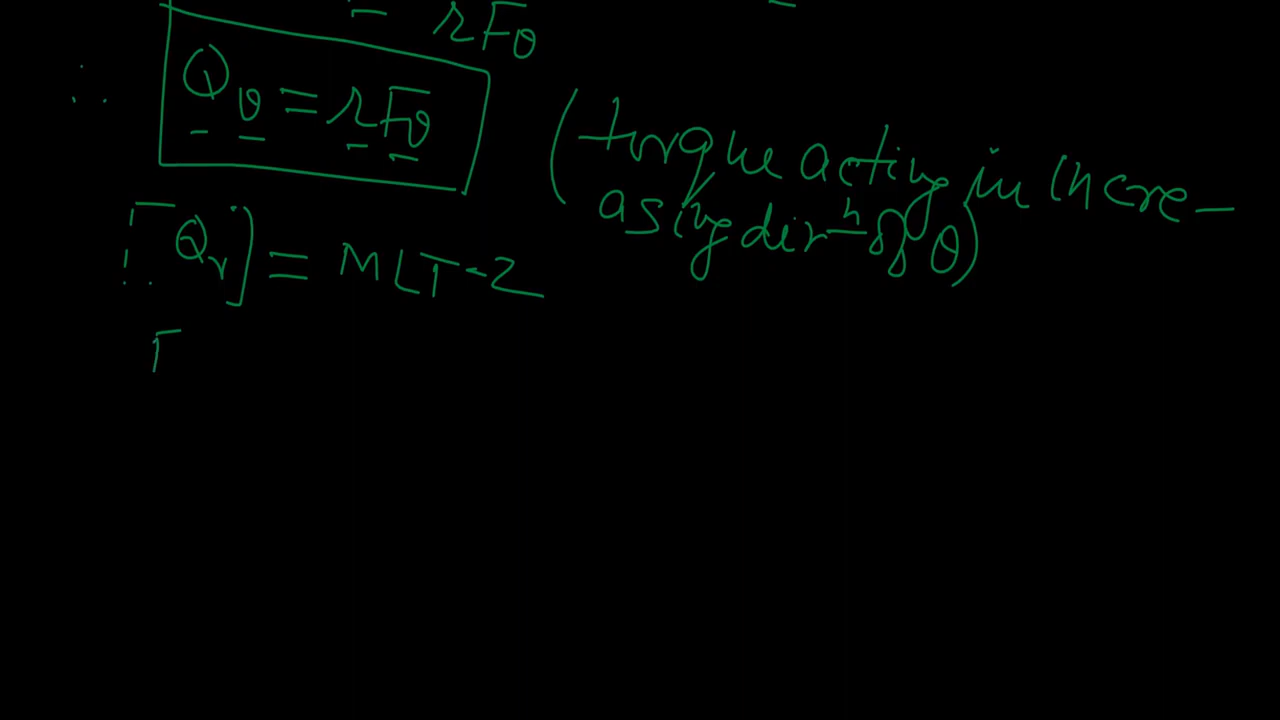 = rFθ
∴ Qθ = rFθ (torque acting in incre-
asing dirⁿ of θ)
∴ [Qr] = MLT-2
[